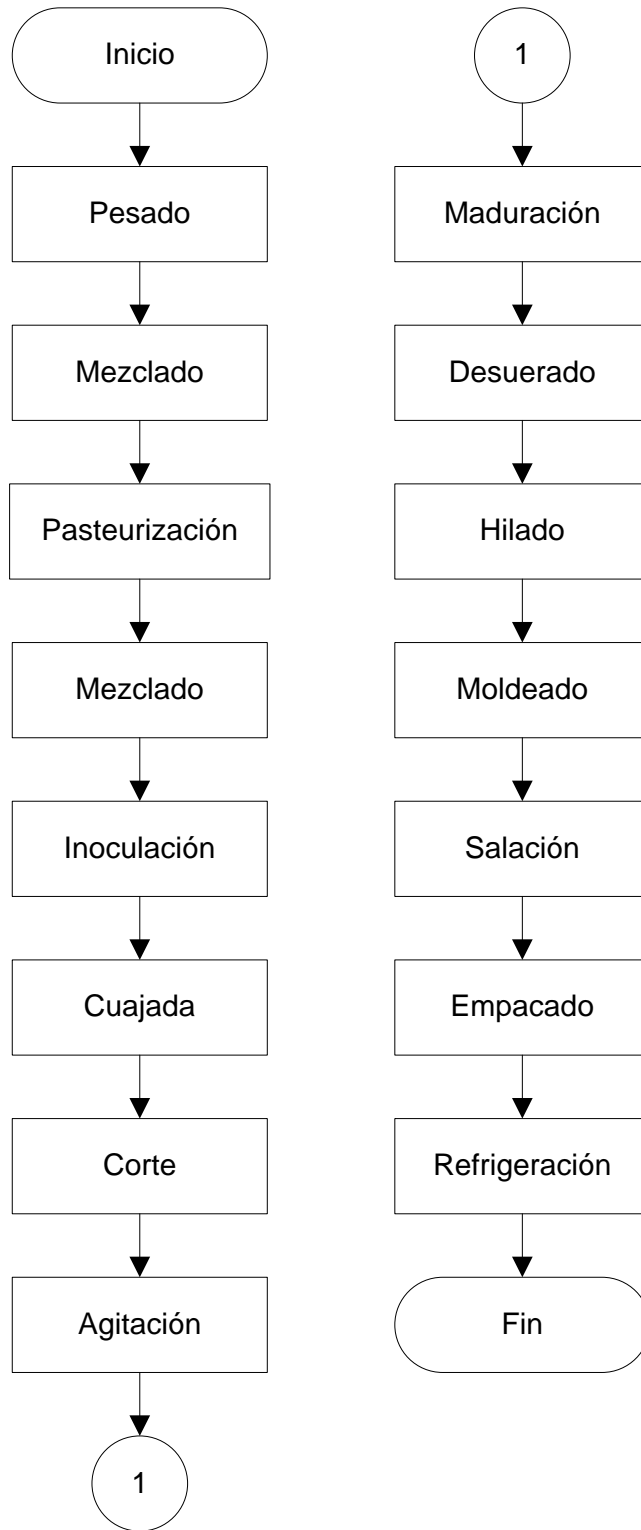 Inicio
Pesado
Mezclado
Pasteurización
Mezclado
Inoculación
Cuajada
Corte
Agitación
1
1
Maduración
Desuerado
Hilado
Moldeado
Salación
Empacado
Refrigeración
Fin